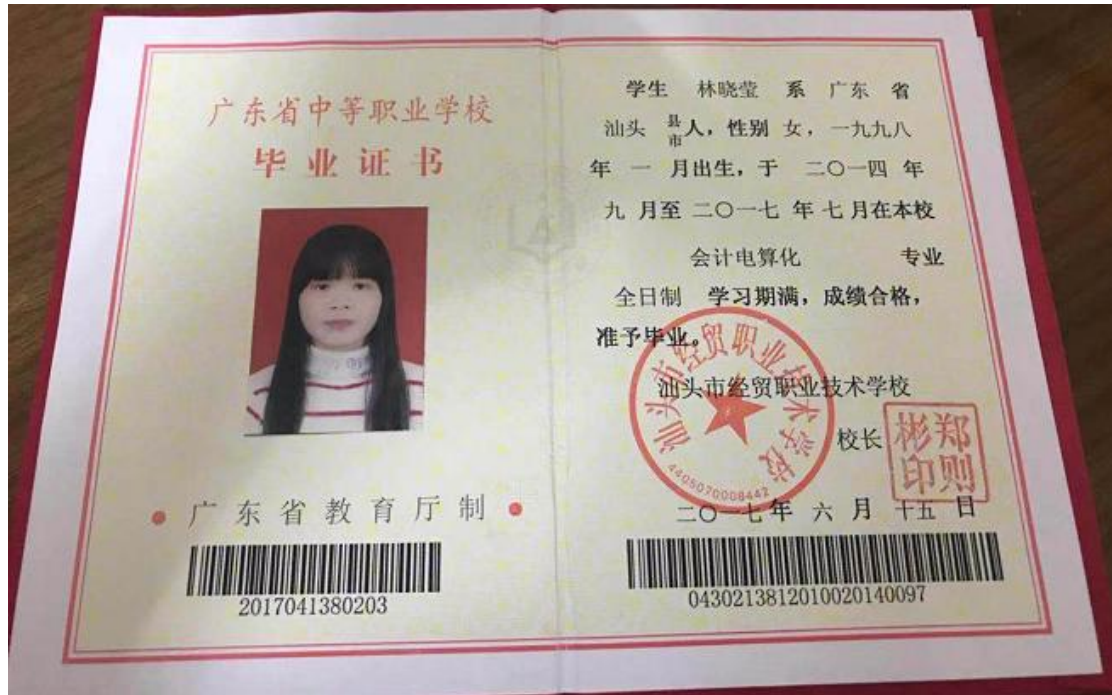 广东省中等职业学校
毕业证书
广东省教育厅制
2017041380203
学生 林晓莹 系 广东 省
汕头 县市人，性别 女，一九九八
年 一 月出生，于 二〇一四 年
九 月至 二〇一七 年 七 月在本校
会计电算化 专业
全日制 学习期满，成绩合格，
准予毕业。
汕头市经贸职业技术学校
汕头市经贸职业技术学校
4405070008442
校长
郑则彬印
二〇一七年 六 月 十五 日
0430213812010020140097